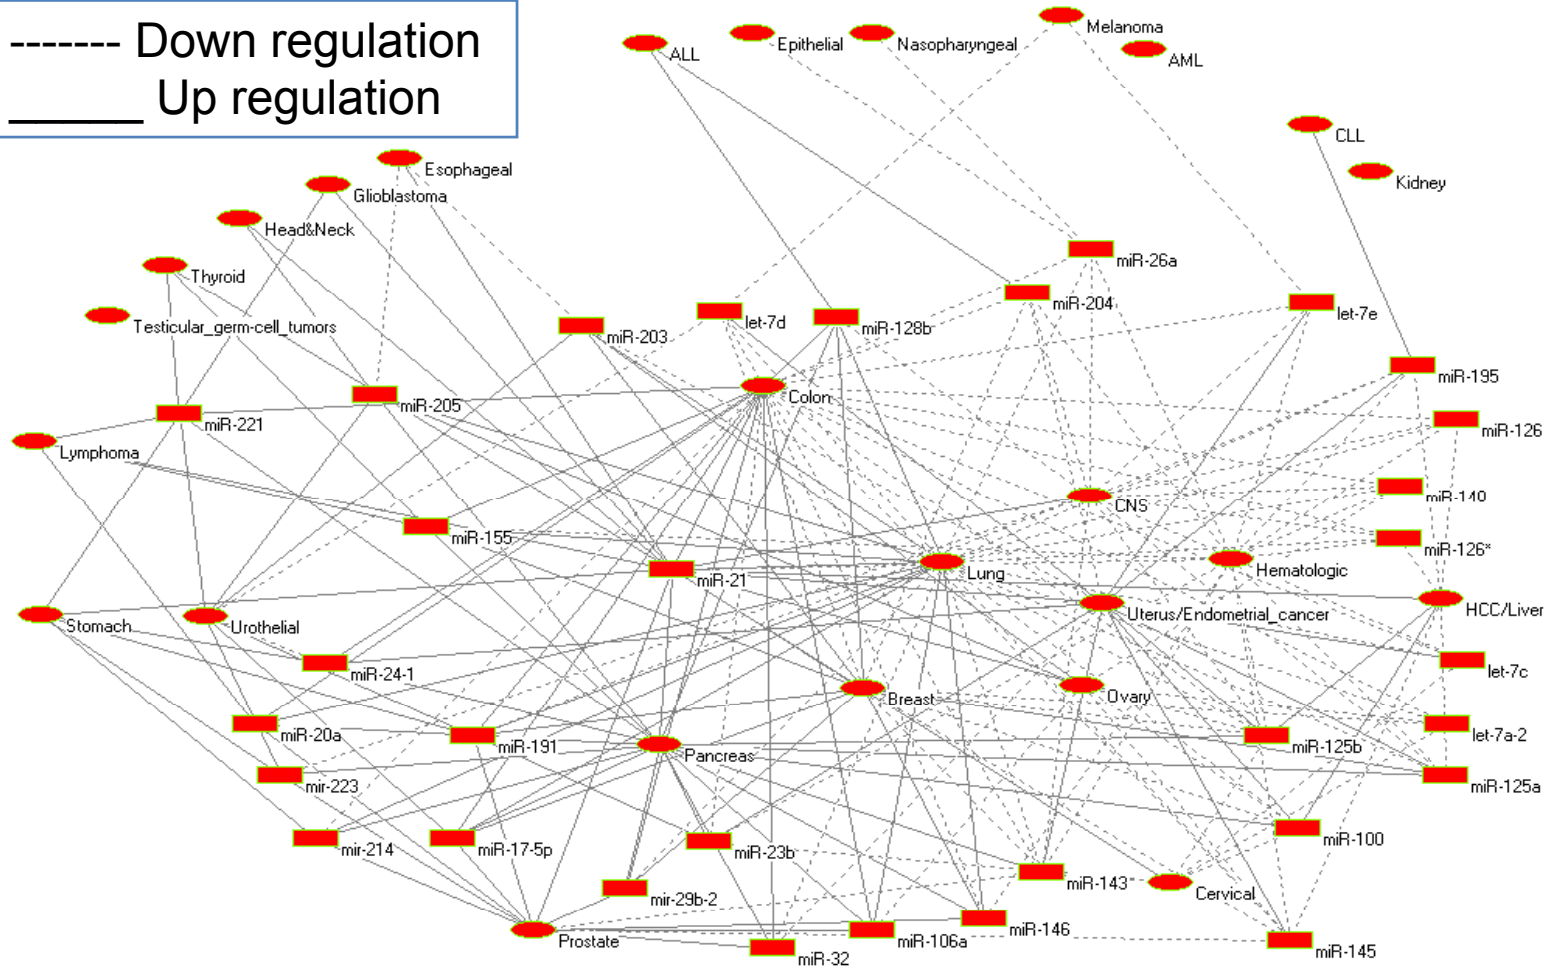 ------- Down regulation
_____ Up regulation
Melanoma
ALL
Epithelial
Nasopharyngeal
AML
CLL
Kidney
Esophageal
Glioblastoma
Head&Neck
Thyroid
Testicular_germ-cell_tumors
miR-26a
miR-204
let-7e
let-7d
miR-128b
miR-203
miR-195
miR-205
Colon
miR-221
miR-126
Lymphoma
miR-140
CNS
miR-155
miR-126*
Lung
Hematologic
miR-21
HCC/Liver
Uterus/Endometrial_cancer
Stomach
Urothelial
miR-24-1
let-7c
Breast
Ovary
miR-20a
miR-191
miR-125b
let-7a-2
Pancreas
mir-223
miR-125a
mir-214
miR-17-5p
miR-23b
miR-100
miR-143
Cervical
mir-29b-2
Prostate
miR-106a
miR-146
miR-32
miR-145